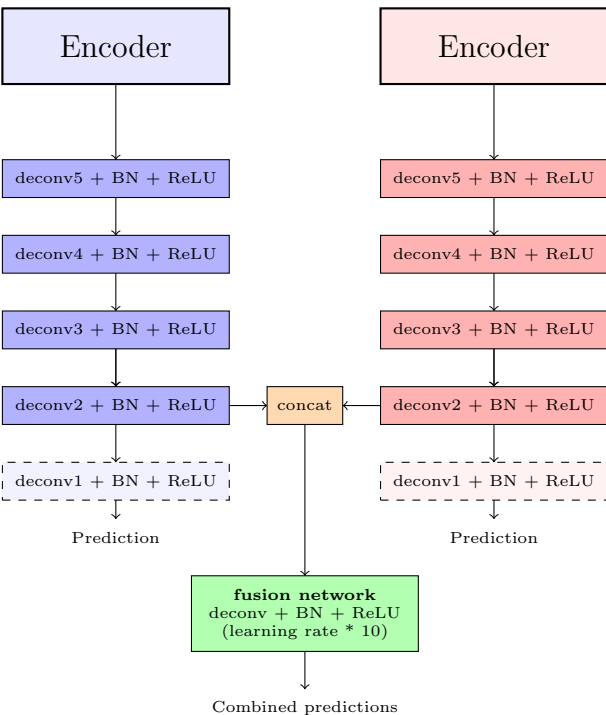 Encoder
Encoder
deconv5 + BN + ReLU
deconv5 + BN + ReLU
deconv4 + BN + ReLU
deconv4 + BN + ReLU
deconv3 + BN + ReLU
deconv3 + BN + ReLU
deconv2 + BN + ReLU
concat
deconv2 + BN + ReLU
deconv1 + BN + ReLU
deconv1 + BN + ReLU
Prediction
Prediction
fusion network
deconv + BN + ReLU
(learning rate * 10)
Combined predictions